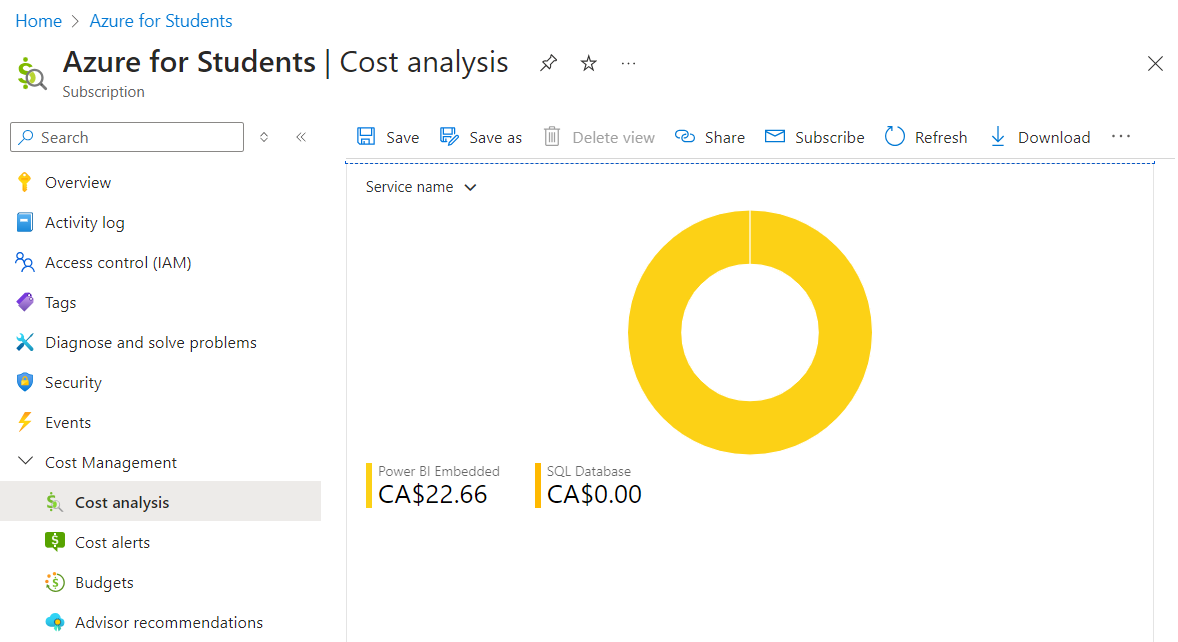 Home > Azure for Students
Azure for Students | Cost analysis
Subscription
Search
Save
Save as
Delete view
Share
Subscribe
Refresh
Download
Overview
Activity log
Access control (IAM)
Tags
Diagnose and solve problems
Security
Events
Cost Management
Cost analysis
Cost alerts
Budgets
Advisor recommendations
Service name
Power BI Embedded
CA$22.66
SQL Database
CA$0.00